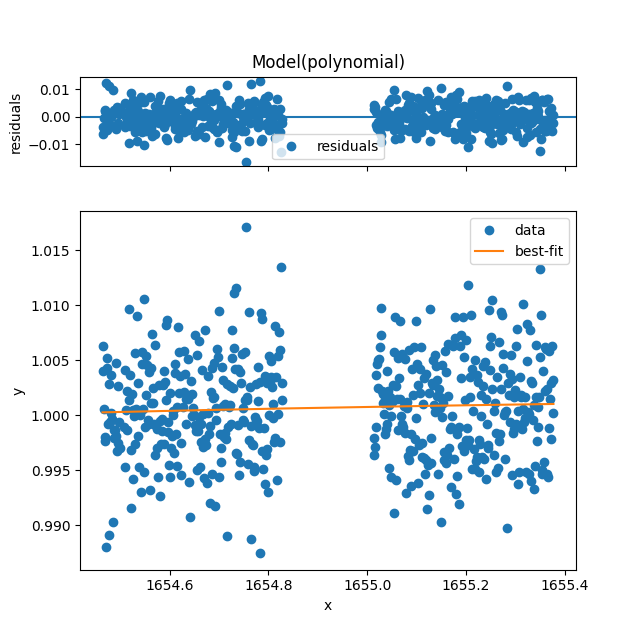 Model(polynomial)
0.01
0.00
−0.01
residuals
residuals
data
best-fit
1.015
1.010
1.005
1.000
0.995
0.990
y
1654.6 1654.8 1655.0 1655.2 1655.4
x